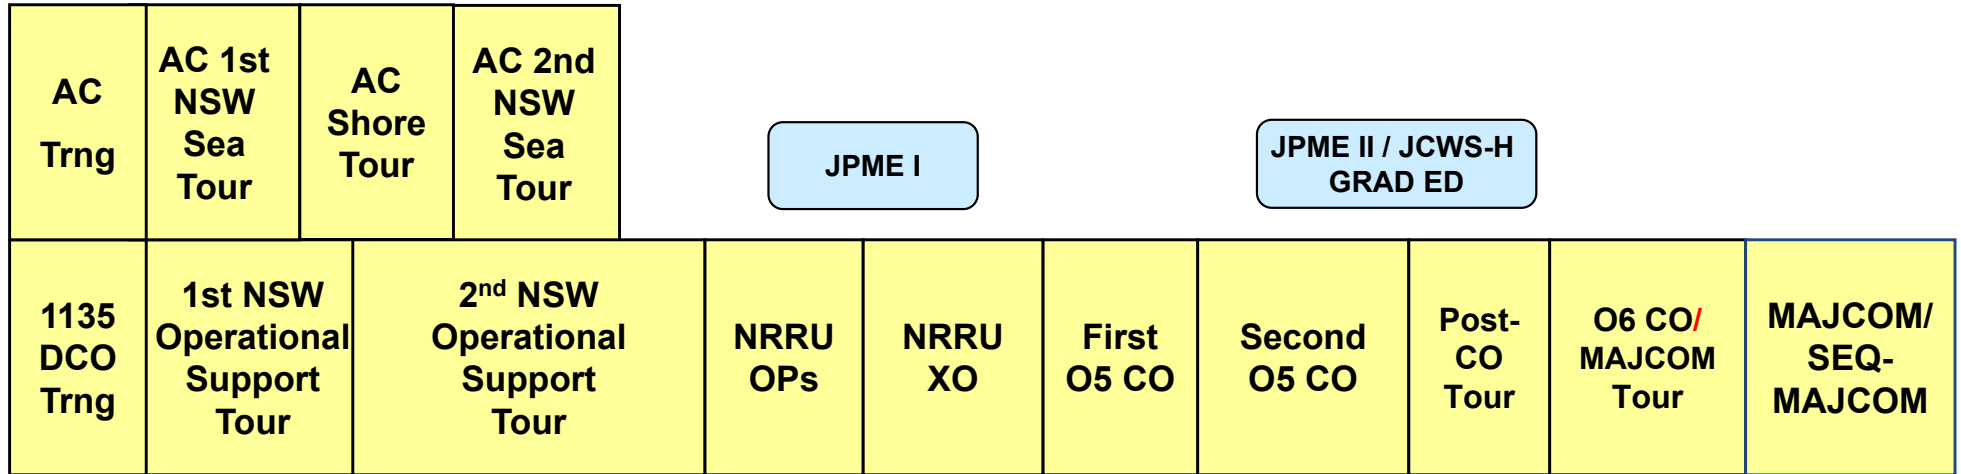 AC
Trng
AC 1st
NSW
Sea
Tour
AC
Shore
Tour
AC 2nd
NSW
Sea
Tour
JPME I
JPME II / JCWS-H
GRAD ED
1135
DCO
Trng
1st NSW
Operational
Support
Tour
2nd NSW
Operational
Support
Tour
NRRU
OPs
NRRU
XO
First
O5 CO
Second
O5 CO
Post-
CO
Tour
O6 CO/
MAJCOM
Tour
MAJCOM/
SEQ-
MAJCOM